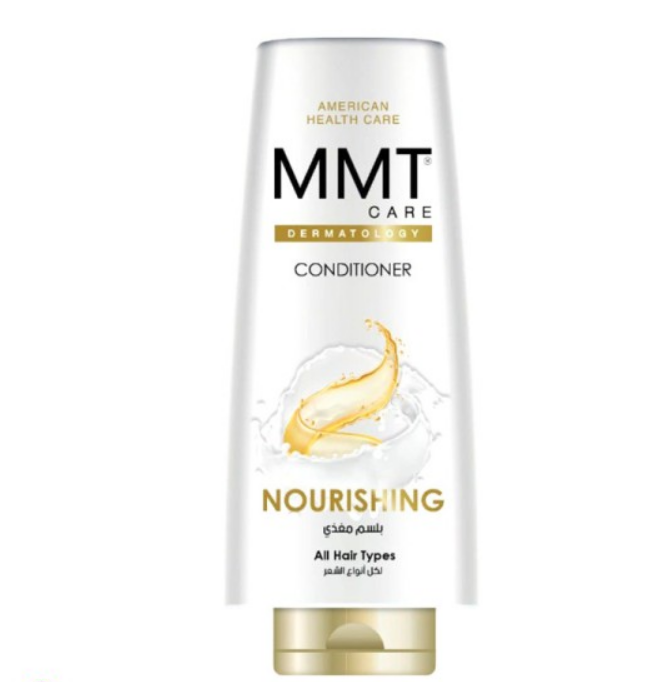 AMERICAN
HEALTH CARE
MMT®
CARE
DERMATOLOGY
CONDITIONER
NOURISHING
بلسم مغذي
All Hair Types
لكل أنواع الشعر